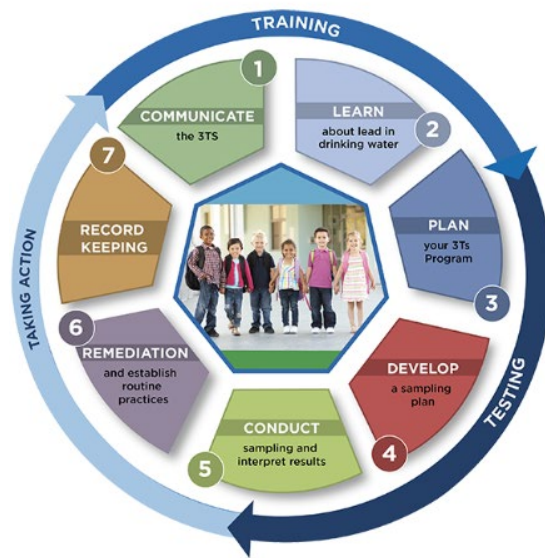 TRAINING
1
COMMUNICATE
the 3TS
2
LEARN
about lead in
drinking water
PLAN
your 3Ts
Program
3
TESTING
DEVELOP
a sampling
plan
4
CONDUCT
sampling and
interpret results
5
6
REMEDIATION
and establish
routine
practices
TAKING ACTION
7
RECORD
KEEPING